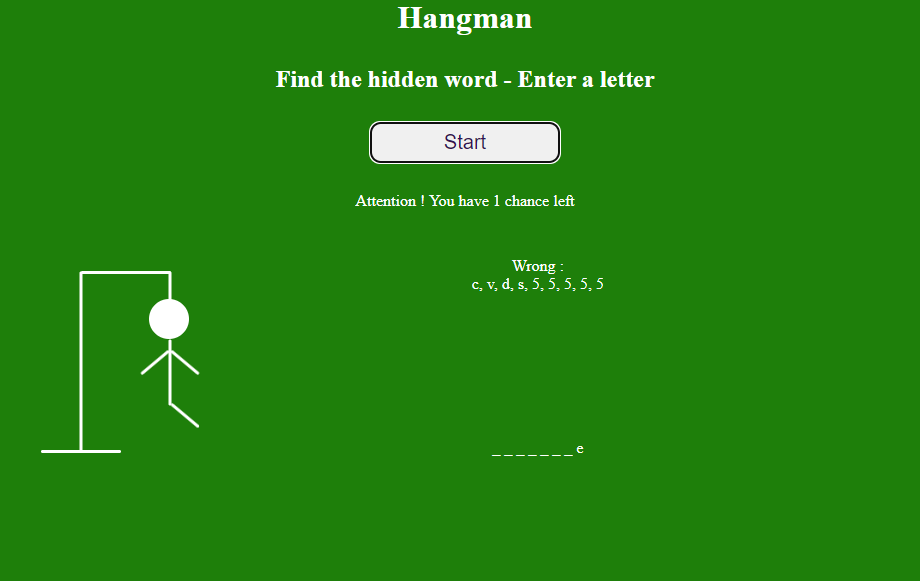 Hangman
Find the hidden word - Enter a letter
Start
Attention ! You have 1 chance left
Wrong :
c, v, d, s, 5, 5, 5, 5, 5
_ _ _ _ _ _ _ e